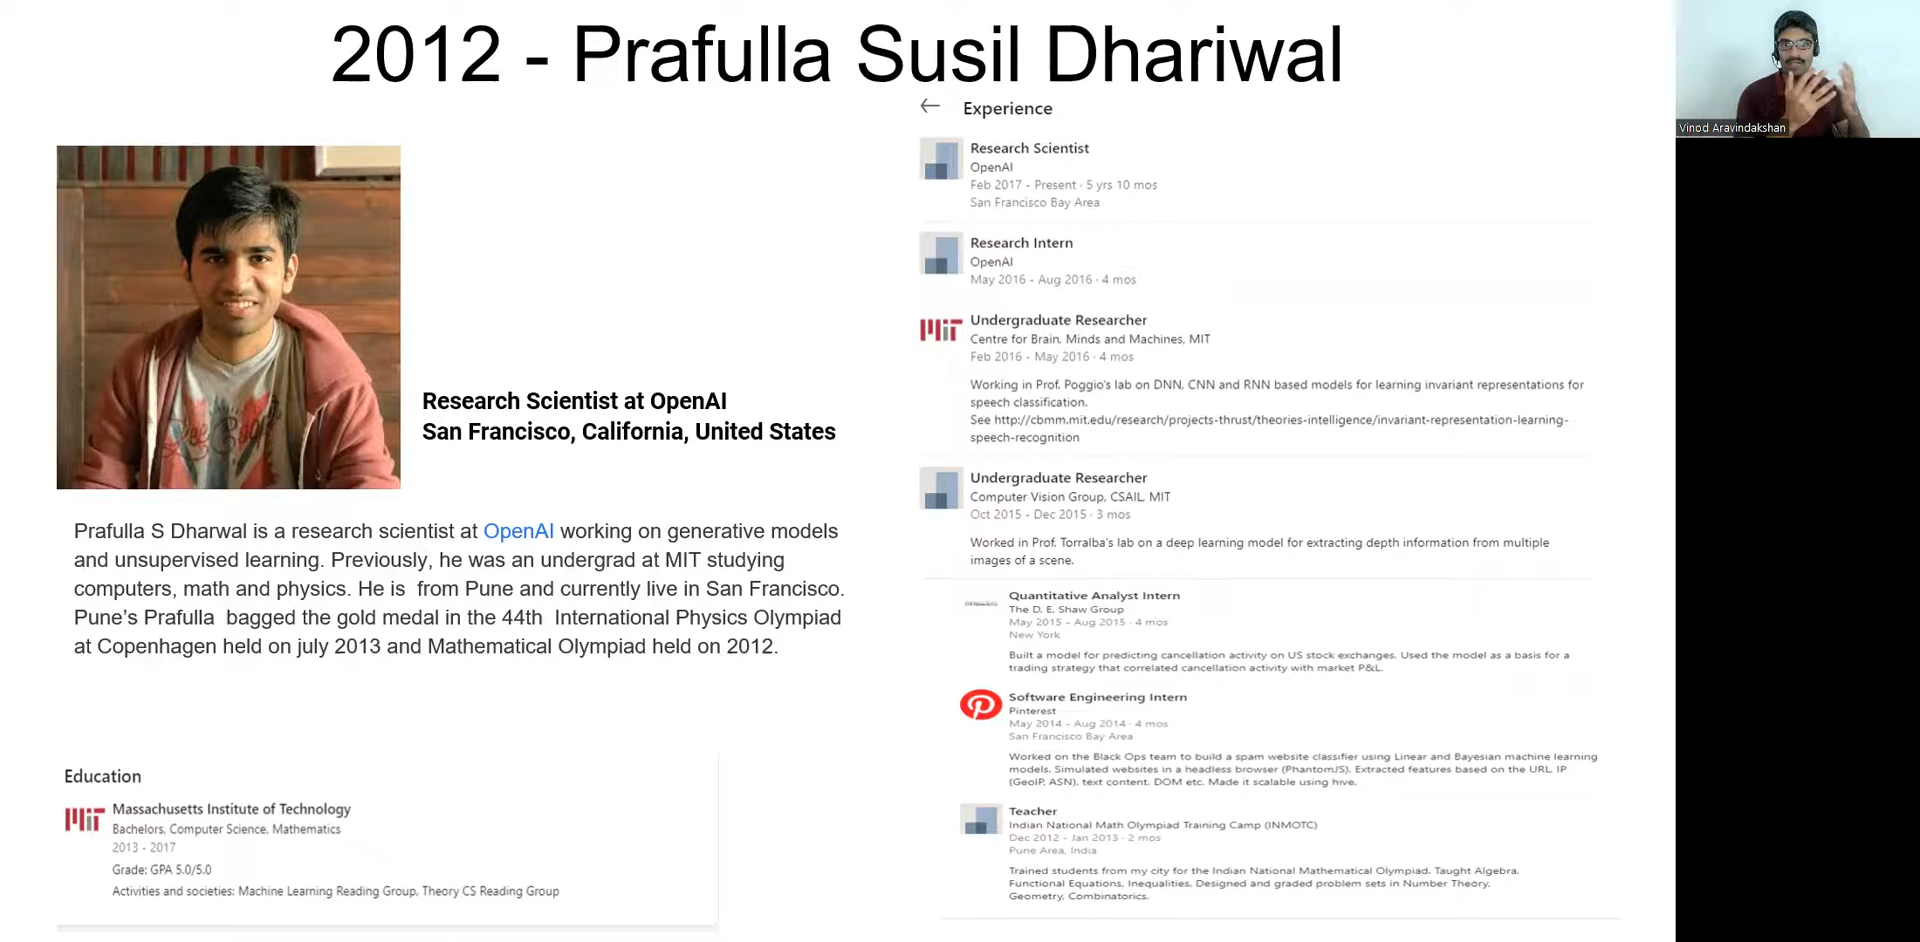 2012 - Prafulla Susil Dhariwal
Vinod Aravindakshan
Research Scientist at OpenAI
San Francisco, California, United States
Prafulla S Dharwal is a research scientist at OpenAI working on generative models
and unsupervised learning. Previously, he was an undergrad at MIT studying
computers, math and physics. He is from Pune and currently live in San Francisco.
Pune’s Prafulla bagged the gold medal in the 44th International Physics Olympiad
at Copenhagen held on july 2013 and Mathematical Olympiad held on 2012.
Education
MIT
Massachusetts Institute of Technology
Bachelors, Computer Science, Mathematics
2013 - 2017
Grade: GPA 5.0/5.0
Activities and societies: Machine Learning Reading Group, Theory CS Reading Group
← Experience
Research Scientist
OpenAI
Feb 2017 - Present · 5 yrs 10 mos
San Francisco Bay Area
Research Intern
OpenAI
May 2016 - Aug 2016 · 4 mos
MIT
Undergraduate Researcher
Centre for Brain, Minds and Machines, MIT
Feb 2016 - May 2016 · 4 mos
Working in Prof. Poggio's lab on DNN, CNN and RNN based models for learning invariant representations for
speech classification.
See http://cbmm.mit.edu/research/projects-thrust/theories-intelligence/invariant-representation-learning-
speech-recognition
Undergraduate Researcher
Computer Vision Group, CSAIL, MIT
Oct 2015 - Dec 2015 · 3 mos
Worked in Prof. Torralba's lab on a deep learning model for extracting depth information from multiple
images of a scene.
Quantitative Analyst Intern
The D. E. Shaw Group
May 2015 - Aug 2015 · 4 mos
New York
Built a model for predicting cancellation activity on US stock exchanges. Used the model as a basis for a
trading strategy that correlated cancellation activity with market P&L.
Software Engineering Intern
Pinterest
May 2014 - Aug 2014 · 4 mos
San Francisco Bay Area
Worked on the Black Ops team to build a spam website classifier using Linear and Bayesian machine learning
models. Simulated websites in a headless browser (PhantomJS). Extracted features based on the URL, IP
(GeoIP, ASN), text content, DOM etc. Made it scalable using hive.
Teacher
Indian National Math Olympiad Training Camp (INMOTC)
Dec 2012 - Jan 2013 · 2 mos
Pune Area, India
Trained students from my city for the Indian National Mathematical Olympiad. Taught Algebra,
Functional Equations, Inequalities. Designed and graded problem sets in Number Theory,
Geometry, Combinatorics.